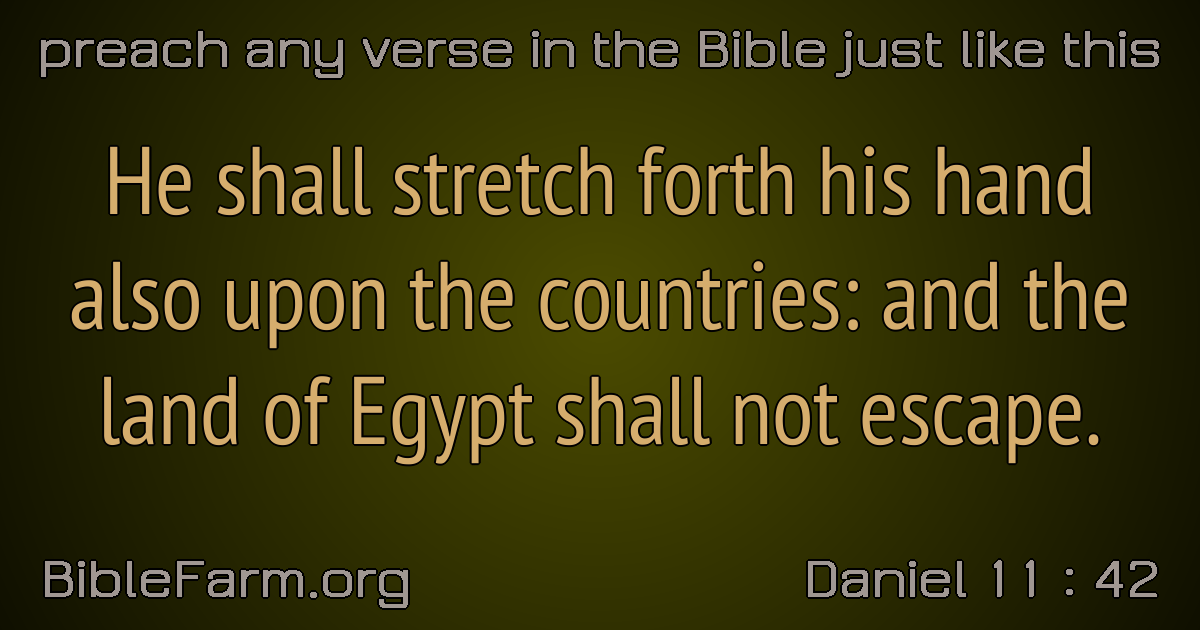 preach any verse in the Bible just like this
He shall stretch forth his hand
also upon the countries: and the
land of Egypt shall not escape.
BibleFarm.org
Daniel 11 : 42